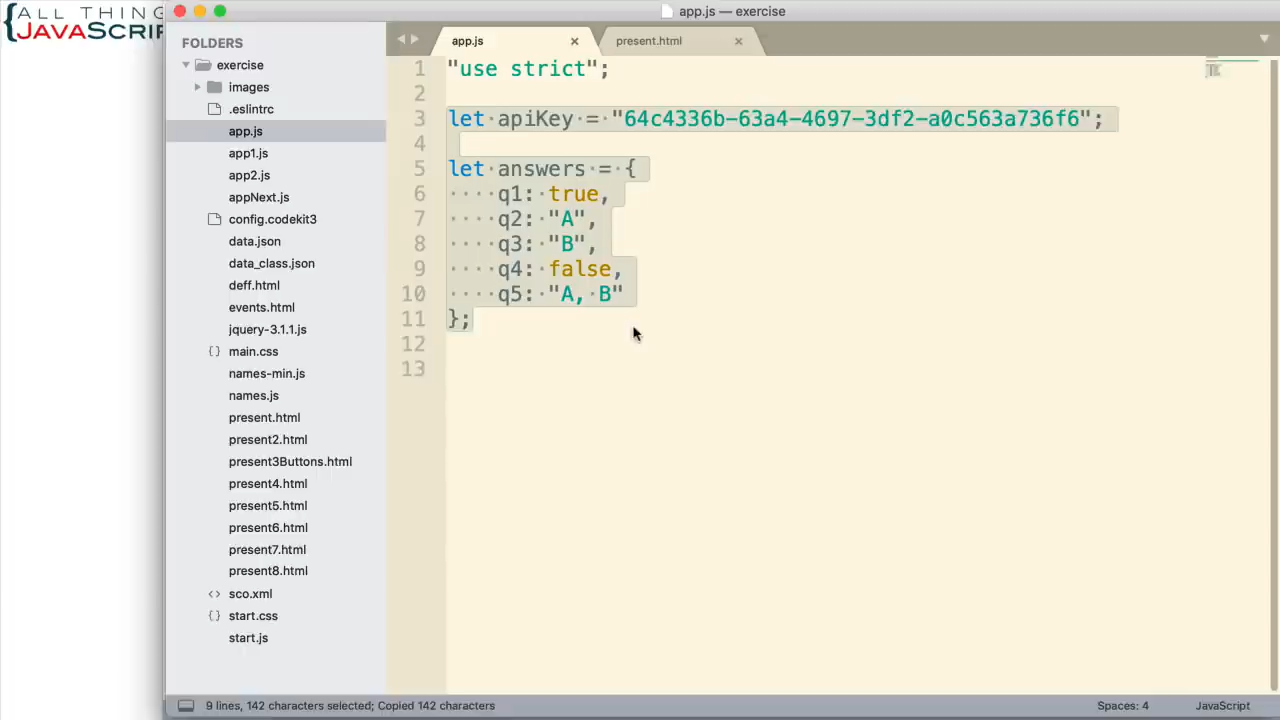 {ALL THING
JAVASCRIP
app.js — exercise
FOLDERS
exercise
images
.eslintrc
app.js
app1.js
app2.js
appNext.js
config.codekit3
data.json
data_class.json
deff.html
events.html
jquery-3.1.1.js
{} main.css
names-min.js
names.js
present.html
present2.html
present3Buttons.html
present4.html
present5.html
present6.html
present7.html
present8.html
<> sco.xml
{} start.css
start.js
app.js ×
present.html ×
1 "use strict";
2
3 let apiKey = "64c4336b-63a4-4697-3df2-a0c563a736f6";
4
5 let answers = {
6 ····q1: true,
7 ····q2: "A",
8 ····q3: "B",
9 ····q4: false,
10 ····q5: "A, B"
11 };
12
13
9 lines, 142 characters selected; Copied 142 characters
Spaces: 4
JavaScript